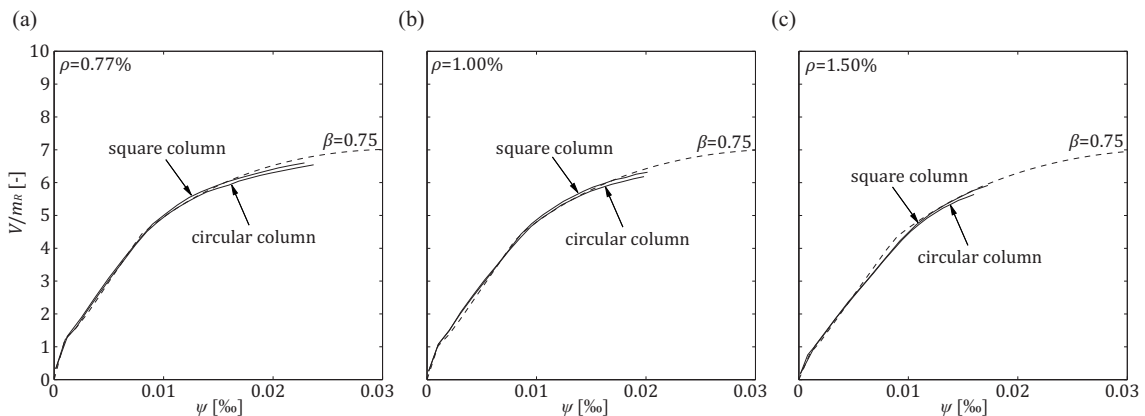 (a)
(b)
(c)
ρ=0.77%
ρ=1.00%
ρ=1.50%
β=0.75
β=0.75
β=0.75
square column
circular column
square column
circular column
square column
circular column
V/mR [-]
10
9
8
7
6
5
4
3
2
1
0
0 0.01 0.02 0.03
0 0.01 0.02 0.03
0 0.01 0.02 0.03
ψ [‰]
ψ [‰]
ψ [‰]